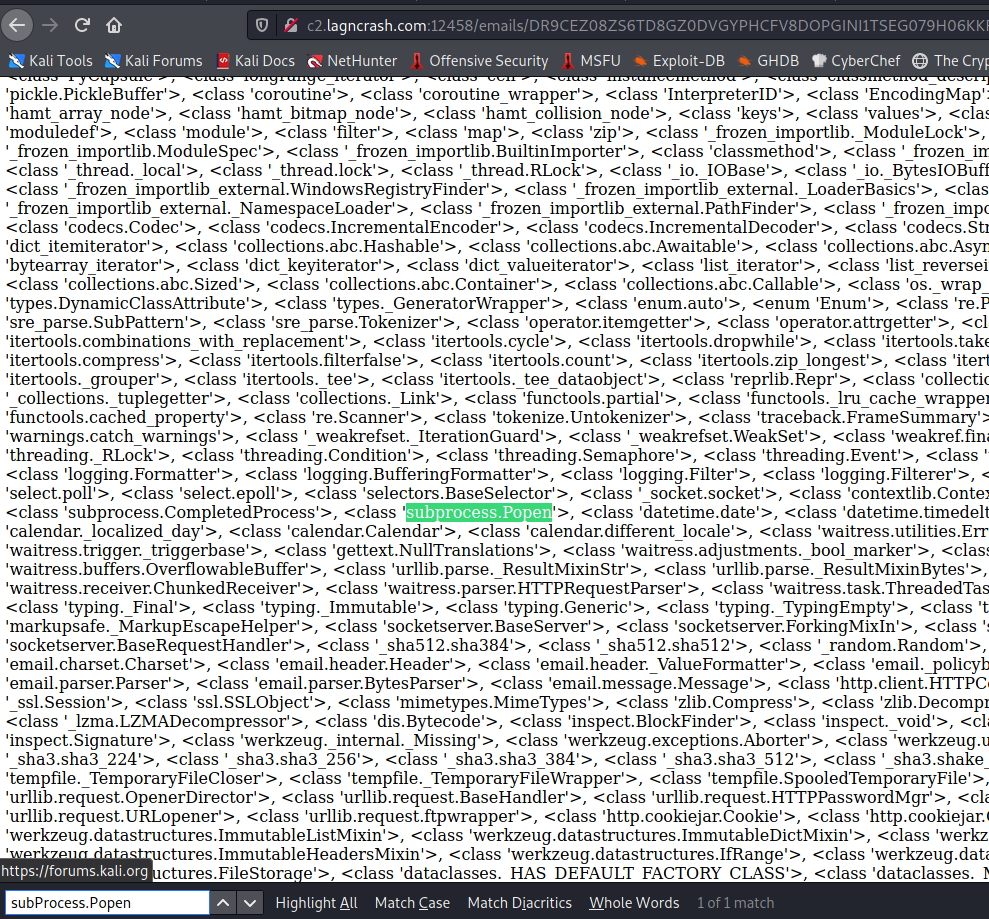 c2.lagncrash.com:12458/emails/DR9CEZ08ZS6TD8GZ0DVGYPHCFV8DOPGINI1TSEG079H06KK
Kali Tools Kali Forums Kali Docs NetHunter Offensive Security MSFU Exploit-DB GHDB CyberChef The Cry
<class 'PyCapsule'>, <class 'longrange_iterator'>, <class 'cell'>, <class 'instancemethod'>, <class 'classmethod_descri
'pickle.PickleBuffer'>, <class 'coroutine'>, <class 'coroutine_wrapper'>, <class 'InterpreterID'>, <class 'EncodingMap'>
'hamt_array_node'>, <class 'hamt_bitmap_node'>, <class 'hamt_collision_node'>, <class 'keys'>, <class 'values'>, <class
'moduledef'>, <class 'module'>, <class 'filter'>, <class 'map'>, <class 'zip'>, <class '_frozen_importlib._ModuleLock'>,
'_frozen_importlib.ModuleSpec'>, <class '_frozen_importlib.BuiltinImporter'>, <class 'classmethod'>, <class '_frozen_im
<class '_thread._local'>, <class '_thread.lock'>, <class '_thread.RLock'>, <class '_io._IOBase'>, <class '_io._BytesIOBuff
<class '_frozen_importlib_external.WindowsRegistryFinder'>, <class '_frozen_importlib_external._LoaderBasics'>, <class
'_frozen_importlib_external._NamespaceLoader'>, <class '_frozen_importlib_external.PathFinder'>, <class '_frozen_impo
<class 'codecs.Codec'>, <class 'codecs.IncrementalEncoder'>, <class 'codecs.IncrementalDecoder'>, <class 'codecs.Str
'dict_itemiterator'>, <class 'collections.abc.Hashable'>, <class 'collections.abc.Awaitable'>, <class 'collections.abc.Asyn
'bytearray_iterator'>, <class 'dict_keyiterator'>, <class 'dict_valueiterator'>, <class 'list_iterator'>, <class 'list_reversei
<class 'collections.abc.Sized'>, <class 'collections.abc.Container'>, <class 'collections.abc.Callable'>, <class 'os._wrap_
'types.DynamicClassAttribute'>, <class 'types._GeneratorWrapper'>, <class 'enum.auto'>, <enum 'Enum'>, <class 're.P
'sre_parse.SubPattern'>, <class 'sre_parse.Tokenizer'>, <class 'operator.itemgetter'>, <class 'operator.attrgetter'>, <cl
'itertools.combinations_with_replacement'>, <class 'itertools.cycle'>, <class 'itertools.dropwhile'>, <class 'itertools.take
'itertools.compress'>, <class 'itertools.filterfalse'>, <class 'itertools.count'>, <class 'itertools.zip_longest'>, <class 'itert
'itertools._grouper'>, <class 'itertools._tee'>, <class 'itertools._tee_dataobject'>, <class 'reprlib.Repr'>, <class 'collectio
'_collections._tuplegetter'>, <class 'collections._Link'>, <class 'functools.partial'>, <class 'functools._lru_cache_wrapper
'functools.cached_property'>, <class 're.Scanner'>, <class 'tokenize.Untokenizer'>, <class 'traceback.FrameSummary'>
'warnings.catch_warnings'>, <class '_weakrefset._IterationGuard'>, <class '_weakrefset.WeakSet'>, <class 'weakref.fina
'threading._RLock'>, <class 'threading.Condition'>, <class 'threading.Semaphore'>, <class 'threading.Event'>, <class 't
<class 'logging.Formatter'>, <class 'logging.BufferingFormatter'>, <class 'logging.Filter'>, <class 'logging.Filterer'>, <cl
'select.poll'>, <class 'select.epoll'>, <class 'selectors.BaseSelector'>, <class '_socket.socket'>, <class 'contextlib.Contex
<class 'subprocess.CompletedProcess'>, <class 'subprocess.Popen'>, <class 'datetime.date'>, <class 'datetime.timedelt
'calendar._localized_day'>, <class 'calendar.Calendar'>, <class 'calendar.different_locale'>, <class 'waitress.utilities.Err
'waitress.trigger._triggerbase'>, <class 'gettext.NullTranslations'>, <class 'waitress.adjustments._bool_marker'>, <class
'waitress.buffers.OverflowableBuffer'>, <class 'urllib.parse._ResultMixinStr'>, <class 'urllib.parse._ResultMixinBytes'>,
'waitress.receiver.ChunkedReceiver'>, <class 'waitress.parser.HTTPRequestParser'>, <class 'waitress.task.ThreadedTas
<class 'typing._Final'>, <class 'typing._Immutable'>, <class 'typing.Generic'>, <class 'typing._TypingEmpty'>, <class 't
'markupsafe._MarkupEscapeHelper'>, <class 'socketserver.BaseServer'>, <class 'socketserver.ForkingMixIn'>, <class 's
'socketserver.BaseRequestHandler'>, <class '_sha512.sha384'>, <class '_sha512.sha512'>, <class '_random.Random'>,
'email.charset.Charset'>, <class 'email.header.Header'>, <class 'email.header._ValueFormatter'>, <class 'email._policyb
'email.parser.Parser'>, <class 'email.parser.BytesParser'>, <class 'email.message.Message'>, <class 'http.client.HTTPCo
'_ssl.Session'>, <class 'ssl.SSLObject'>, <class 'mimetypes.MimeTypes'>, <class 'zlib.Compress'>, <class 'zlib.Decompr
<class '_lzma.LZMADecompressor'>, <class 'dis.Bytecode'>, <class 'inspect.BlockFinder'>, <class 'inspect._void'>, <class
'inspect.Signature'>, <class 'werkzeug._internal._Missing'>, <class 'werkzeug.exceptions.Aborter'>, <class 'werkzeug.u
'_sha3.sha3_224'>, <class '_sha3.sha3_256'>, <class '_sha3.sha3_384'>, <class '_sha3.sha3_512'>, <class '_sha3.shake_
'tempfile._TemporaryFileCloser'>, <class 'tempfile._TemporaryFileWrapper'>, <class 'tempfile.SpooledTemporaryFile'>,
'urllib.request.OpenerDirector'>, <class 'urllib.request.BaseHandler'>, <class 'urllib.request.HTTPPasswordMgr'>, <cla
'urllib.request.URLopener'>, <class 'urllib.request.ftpwrapper'>, <class 'http.cookiejar.Cookie'>, <class 'http.cookiejar.C
'werkzeug.datastructures.ImmutableListMixin'>, <class 'werkzeug.datastructures.ImmutableDictMixin'>, <class 'werkz
'werkzeug.datastructures.ImmutableHeadersMixin'>, <class 'werkzeug.datastructures.IfRange'>, <class 'werkzeug.data
https://forums.kali.org
structures.FileStorage'>, <class 'dataclasses._HAS_DEFAULT_FACTORY_CLASS'>, <class 'dataclasses._M
subProcess.Popen Highlight All Match Case Match Diacritics Whole Words 1 of 1 match